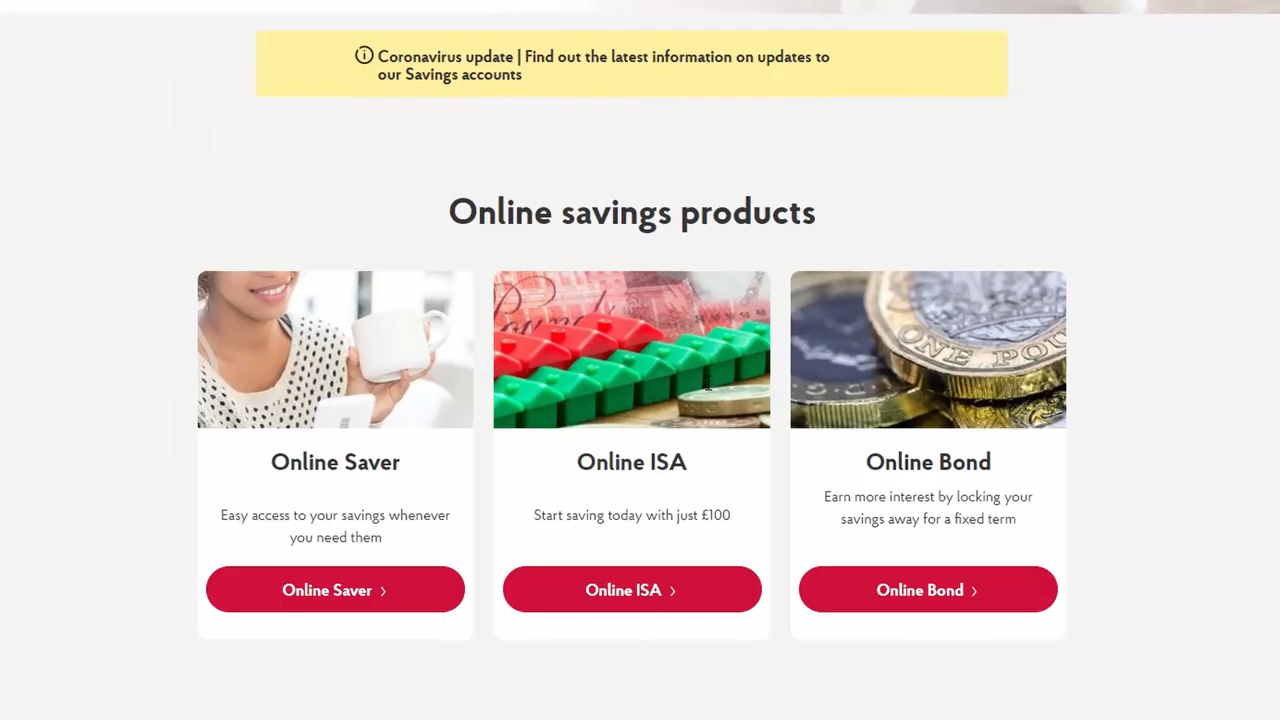 Coronavirus update | Find out the latest information on updates to
our Savings accounts
Online savings products
ONE POU
Online Saver
Easy access to your savings whenever
you need them
Online Saver >
Online ISA
Start saving today with just £100
Online ISA >
Online Bond
Earn more interest by locking your
savings away for a fixed term
Online Bond >